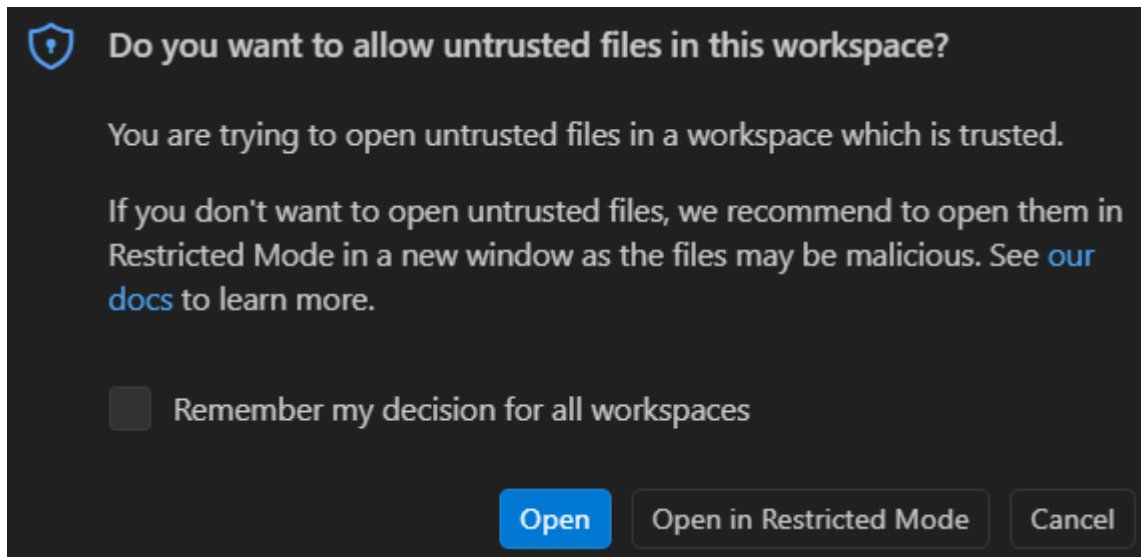 Do you want to allow untrusted files in this workspace?
You are trying to open untrusted files in a workspace which is trusted.
If you don't want to open untrusted files, we recommend to open them in
Restricted Mode in a new window as the files may be malicious. See our
docs to learn more.
Remember my decision for all workspaces
Open Open in Restricted Mode Cancel